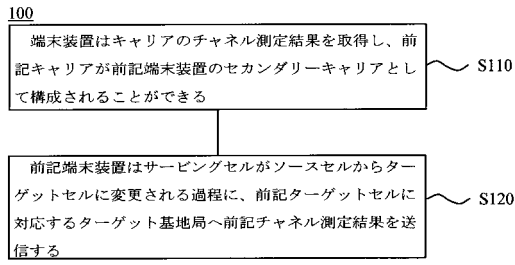 100
端末装置はキャリアのチャネル測定結果を取得し、前
記キャリアが前記端末装置のセカンダリーキャリアとし
て構成されることができる
S110
前記端末装置はサービングセルがソースセルからター
ゲットセルに変更される過程に、前記ターゲットセルに
対応するターゲット基地局へ前記チャネル測定結果を送
信する
S120